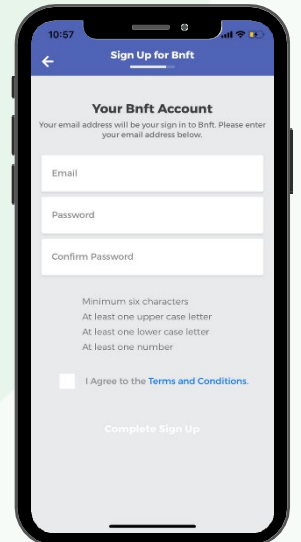 10:57
Sign Up for Bnft
Your Bnft Account
Your email address will be your sign in to Bnft. Please enter
your email address below.
Email
Password
Confirm Password
Minimum six characters
At least one upper case letter
At least one lower case letter
At least one number
I Agree to the Terms and Conditions.
Complete Sign Up